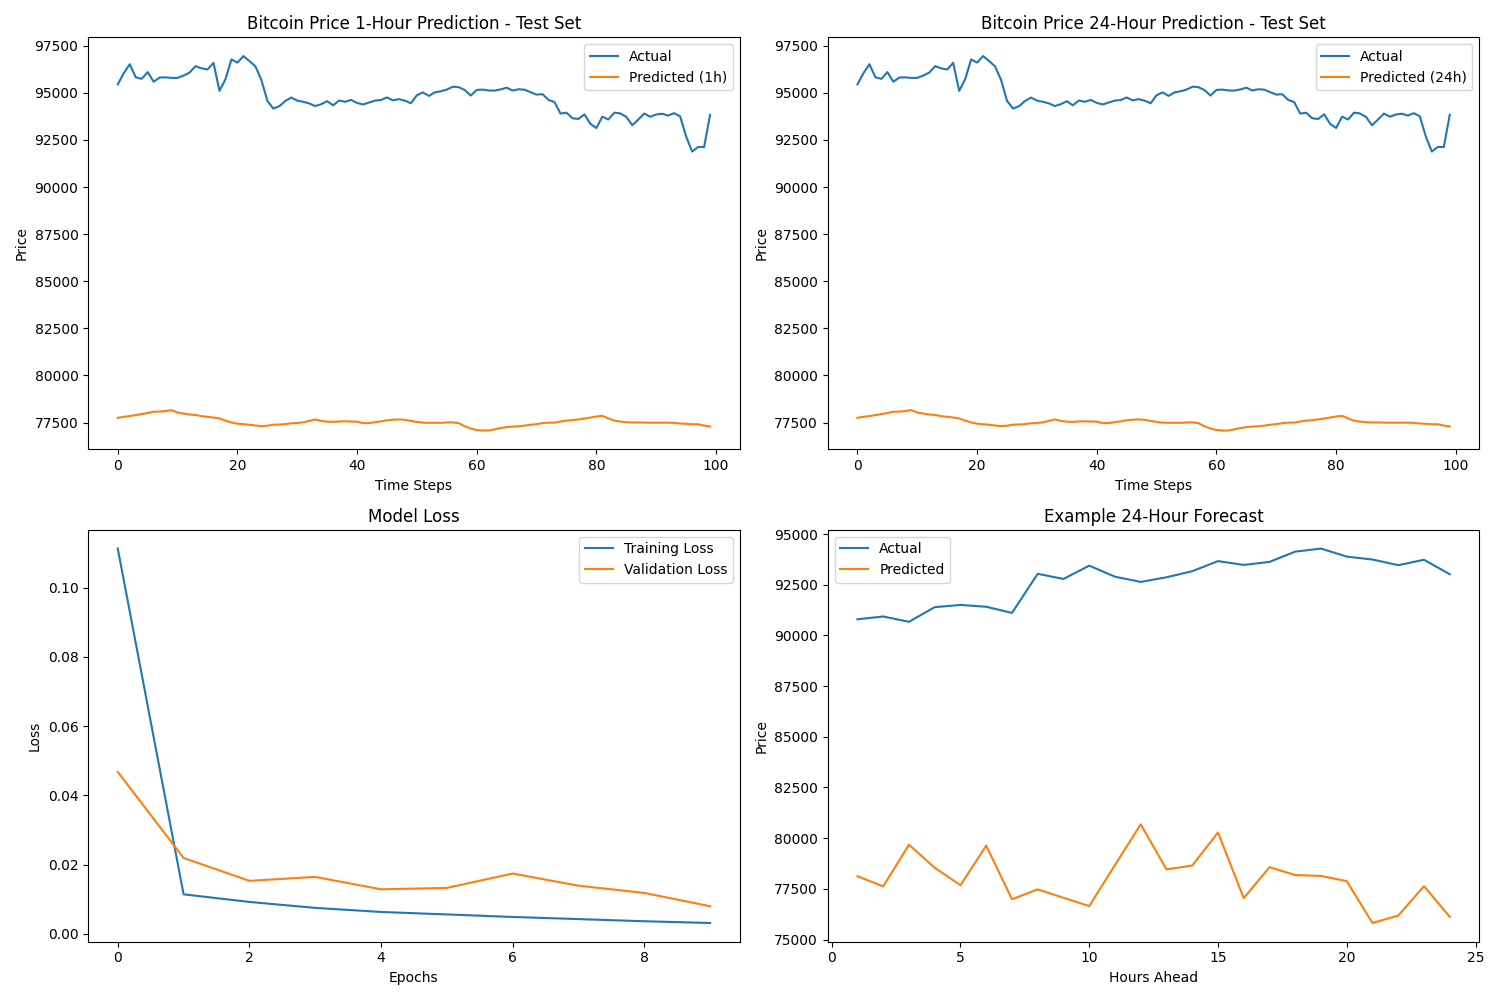 Bitcoin Price 1-Hour Prediction - Test Set
97500
95000
92500
90000
87500
85000
82500
80000
77500
Price
Actual
Predicted (1h)
0 20 40 60 80 100
Time Steps
Bitcoin Price 24-Hour Prediction - Test Set
97500
95000
92500
90000
87500
85000
82500
80000
77500
Price
Actual
Predicted (24h)
0 20 40 60 80 100
Time Steps
Model Loss
0.10
0.08
0.06
0.04
0.02
0.00
Loss
Training Loss
Validation Loss
0 2 4 6 8
Epochs
Example 24-Hour Forecast
95000
92500
90000
87500
85000
82500
80000
77500
75000
Price
Actual
Predicted
0 5 10 15 20 25
Hours Ahead